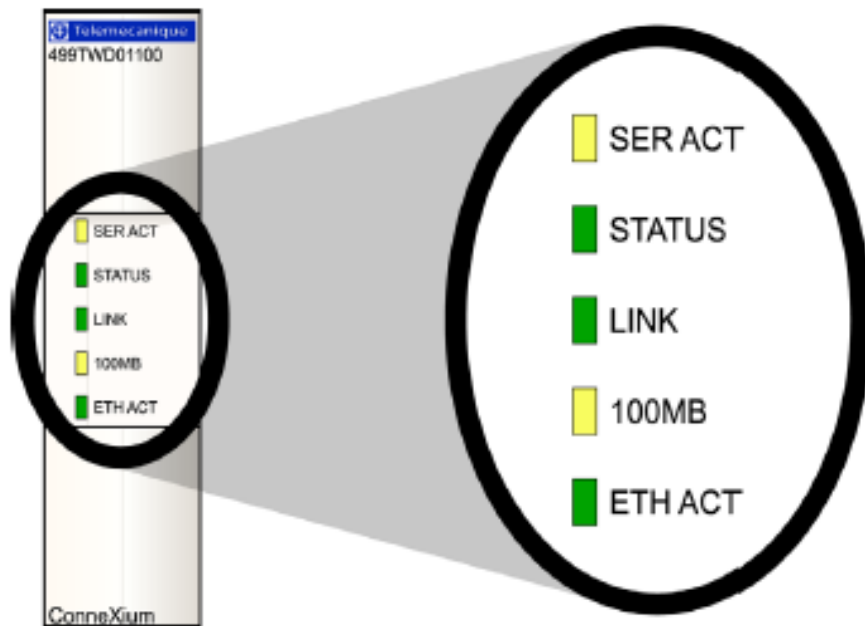 Telemecanique
499TWD01100
SER ACT
STATUS
LINK
100MB
ETH ACT
ConneXium
SER ACT
STATUS
LINK
100MB
ETH ACT